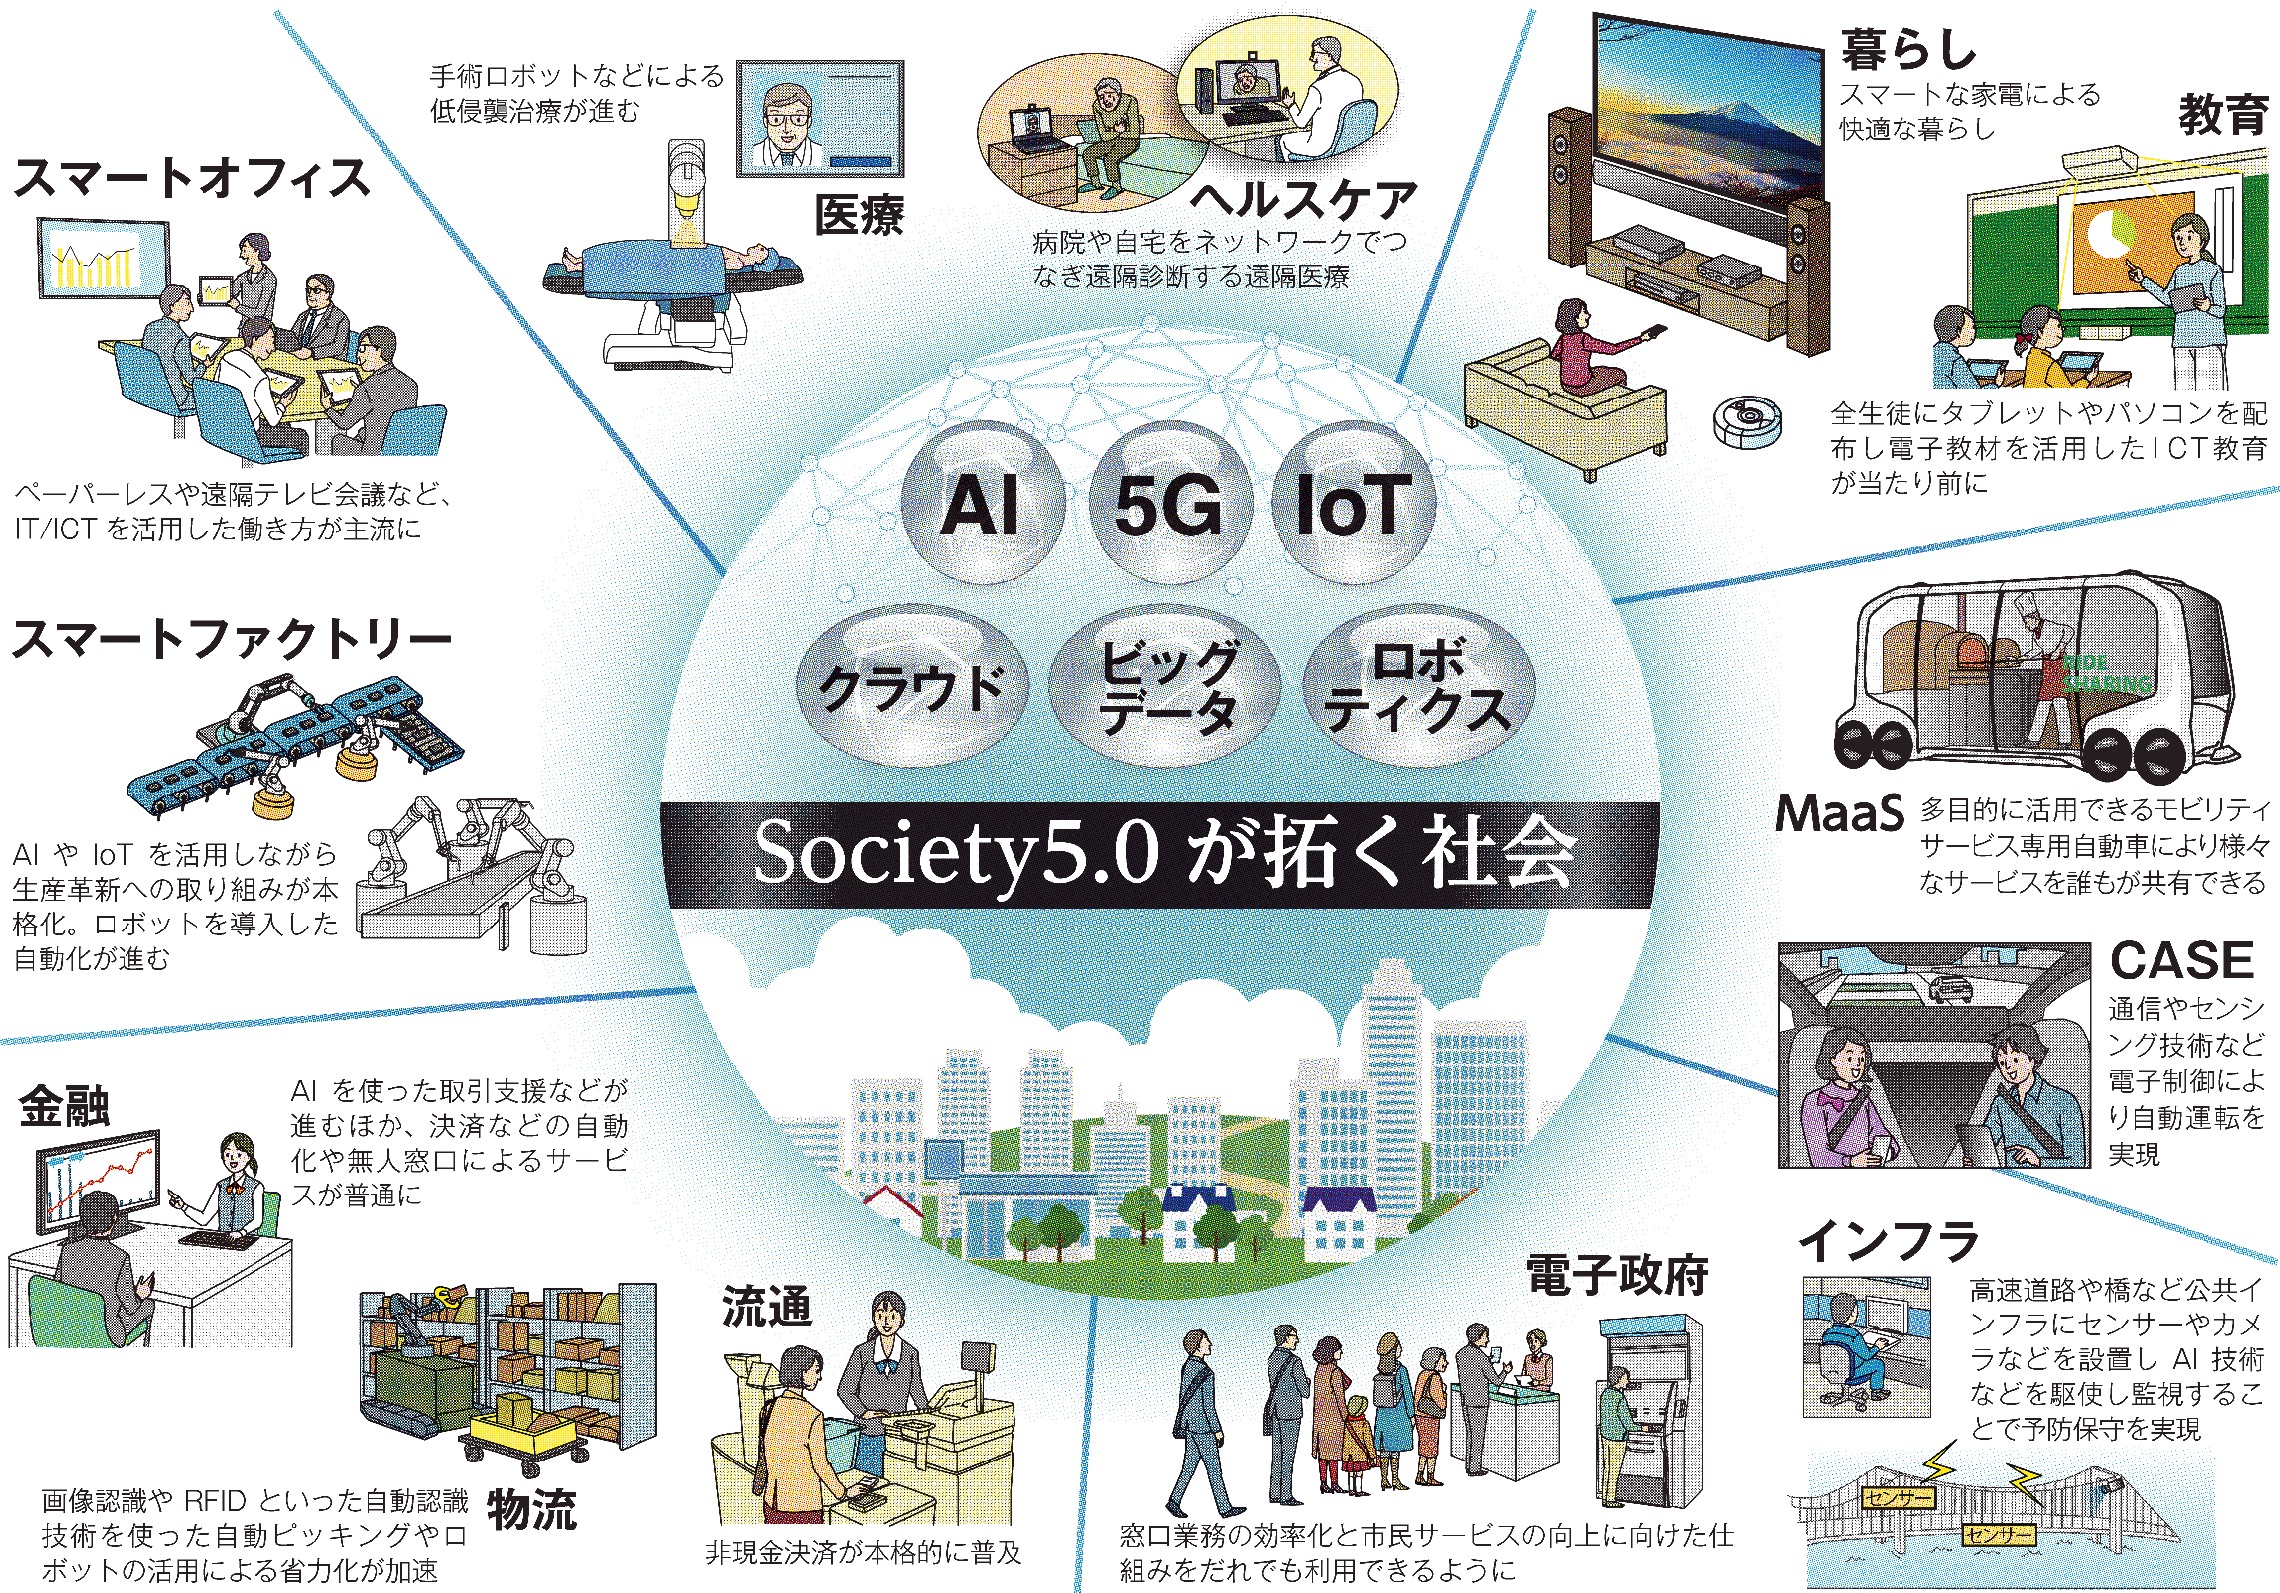 スマートオフィス
ペーパーレスや遠隔テレビ会議など、
IT/ICT を活用した働き方が主流に
スマートファクトリー
AI や IoT を活用しながら
生産革新への取り組みが本
格化。ロボットを導入した
自動化が進む
手術ロボットなどによる
低侵襲治療が進む
医療
ヘルスケア
病院や自宅をネットワークでつ
なぎ遠隔診断する遠隔医療
暮らし
スマートな家電による
快適な暮らし
教育
全生徒にタブレットやパソコンを配
布し電子教材を活用したICT教育
が当たり前に
AI
5G
IoT
クラウド
ビッグ
データ
ロボ
ティクス
Society5.0 が拓く社会
RIDE
SHARING
MaaS
多目的に活用できるモビリティ
サービス専用自動車により様々
なサービスを誰もが共有できる
CASE
通信やセンシ
ング技術など
電子制御によ
り自動運転を
実現
金融
AI を使った取引支援などが
進むほか、決済などの自動
化や無人窓口によるサービ
スが普通に
物流
画像認識や RFID といった自動認識
技術を使った自動ピッキングやロ
ボットの活用による省力化が加速
流通
非現金決済が本格的に普及
電子政府
窓口業務の効率化と市民サービスの向上に向けた仕
組みをだれでも利用できるように
インフラ
高速道路や橋など公共イ
ンフラにセンサーやカメ
ラなどを設置し AI 技術
などを駆使し監視するこ
とで予防保守を実現
センサー
センサー